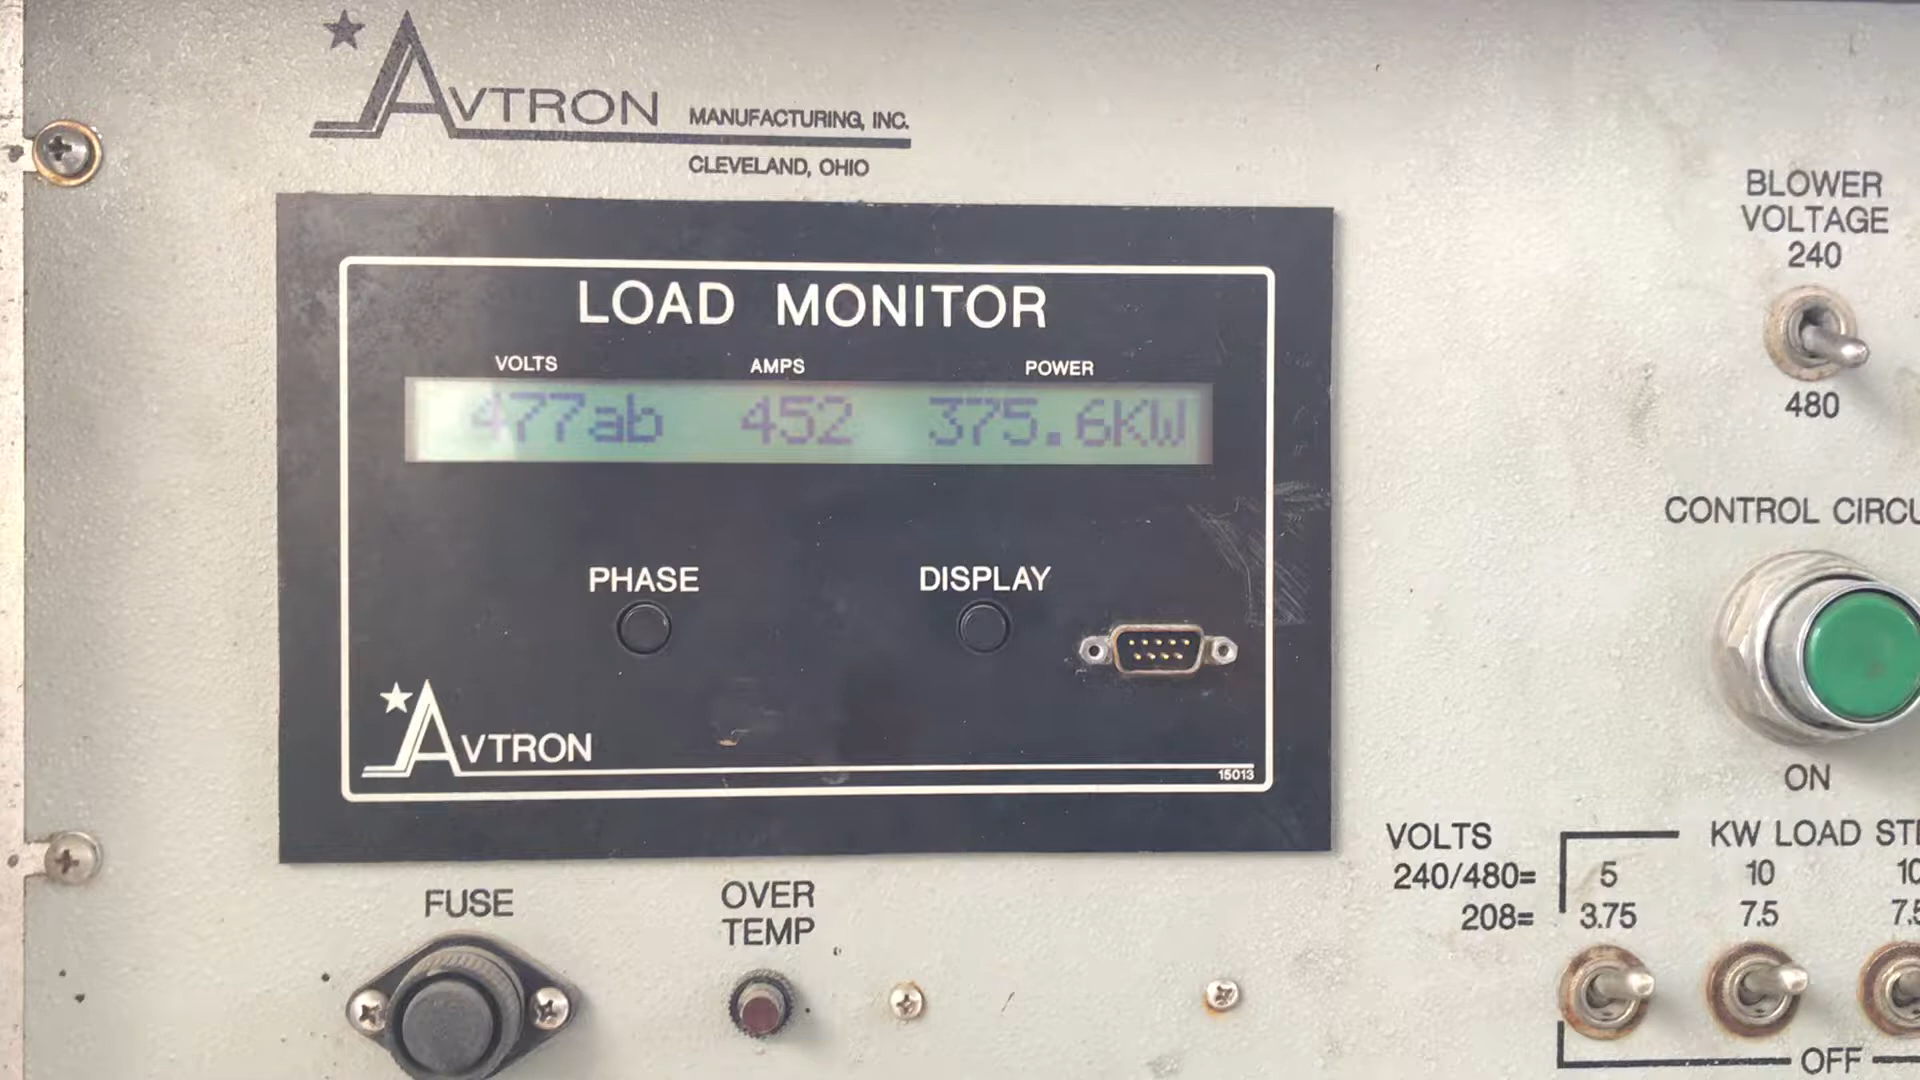 AVTRON MANUFACTURING, INC.
CLEVELAND, OHIO
LOAD MONITOR
VOLTS AMPS POWER
477ab 452 375.6KW
PHASE DISPLAY
AVTRON
15013
BLOWER
VOLTAGE
240
480
CONTROL CIRCU
ON
FUSE
OVER
TEMP
VOLTS KW LOAD STE
240/480= 5 10 10
208= 3.75 7.5 7.5
OFF